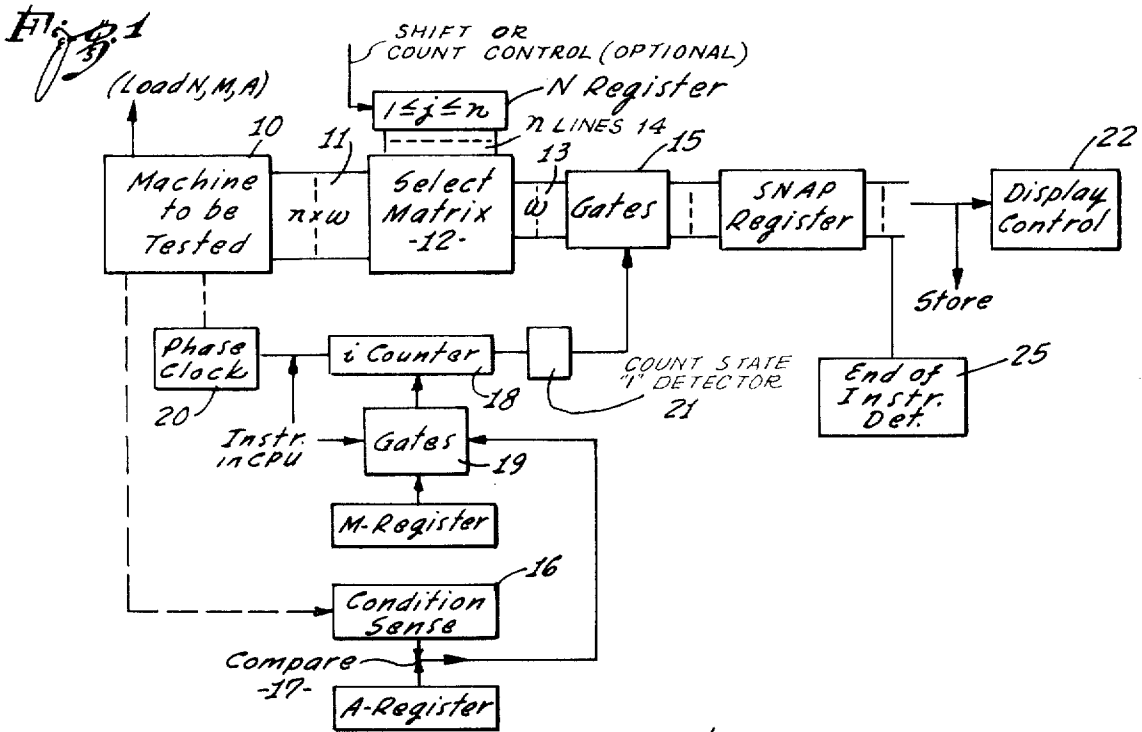 Fig. 1
SHIFT OR
COUNT CONTROL (OPTIONAL)
(Load N, M, A)
N Register
1 ≤ j ≤ n
n LINES 14
10
11
13
15
22
Machine
to be
Tested
n x w
Select
Matrix
-12-
w
Gates
SNAP
Register
Display
Control
Store
Phase
Clock
20
i Counter
18
COUNT STATE
"1" DETECTOR
21
25
End of
Instr.
Det.
Instr.
in CPU
Gates
19
M-Register
16
Condition
Sense
Compare
-17-
A-Register